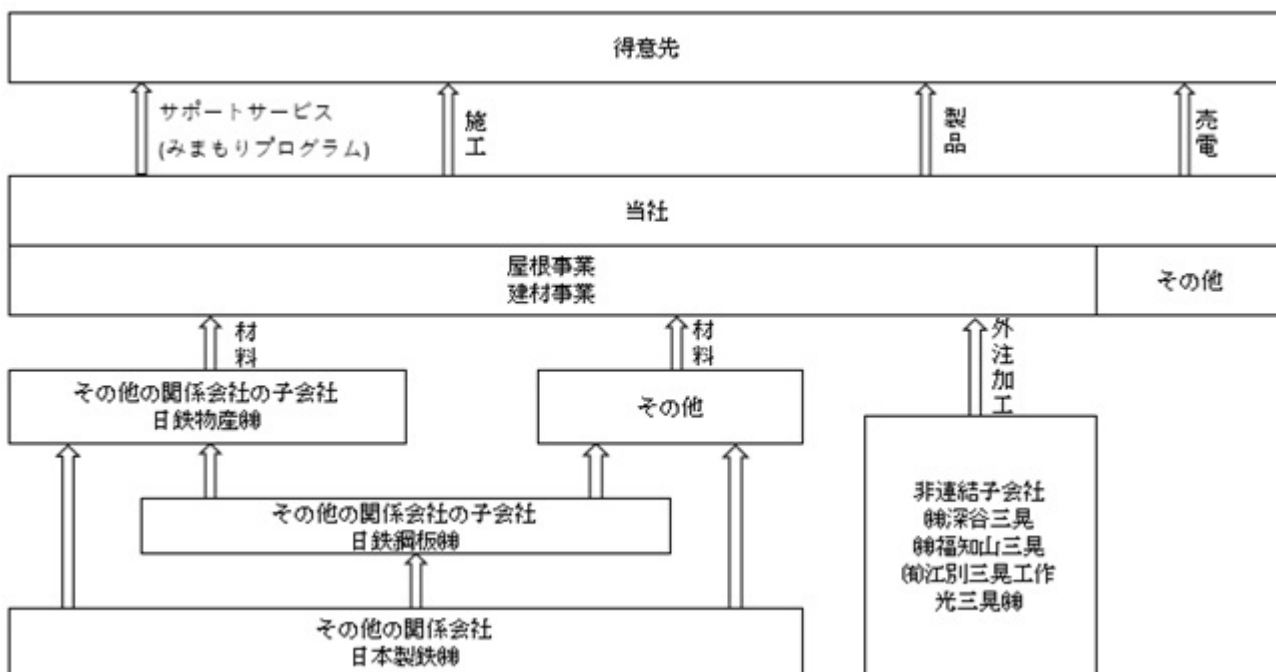 得意先
サポートサービス
(みまもりプログラム)
施工
製品
売電
当社
屋根事業
建材事業
その他
材料
材料
外注加工
その他の関係会社の子会社
日鉄物産㈱
その他
その他の関係会社の子会社
日鉄鋼板㈱
その他の関係会社
日本製鉄㈱
非連結子会社
㈱深谷三晃
㈱福知山三晃
㈲江別三晃工作
光三晃㈱